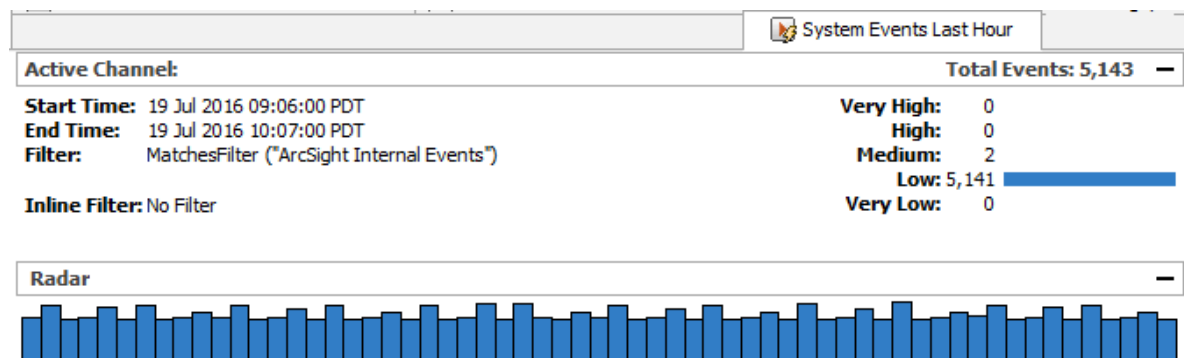 System Events Last Hour
Active Channel: Total Events: 5,143
Start Time: 19 Jul 2016 09:06:00 PDT Very High: 0
End Time: 19 Jul 2016 10:07:00 PDT High: 0
Filter: MatchesFilter ("ArcSight Internal Events") Medium: 2
Low: 5,141
Inline Filter: No Filter Very Low: 0
Radar